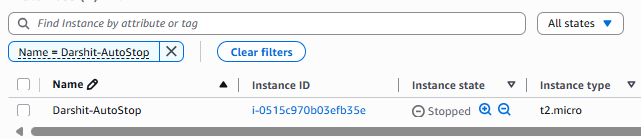 Find Instance by attribute or tag
All states
Name = Darshit-AutoStop
Clear filters
Name Instance ID Instance state Instance type
Darshit-AutoStop i-0515c970b03efb35e Stopped t2.micro